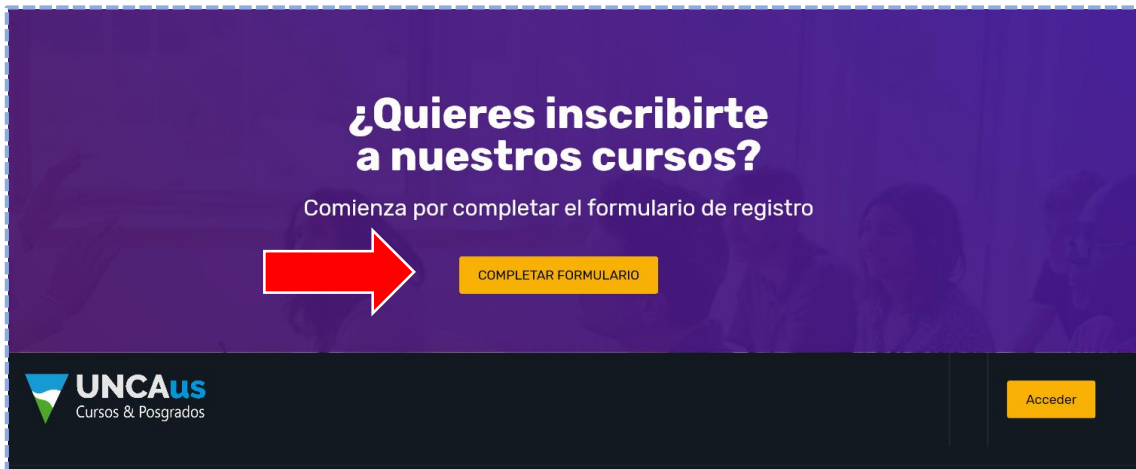 ¿Quieres inscribirte
a nuestros cursos?
Comienza por completar el formulario de registro
COMPLETAR FORMULARIO
UNCAus
Cursos & Posgrados
Acceder